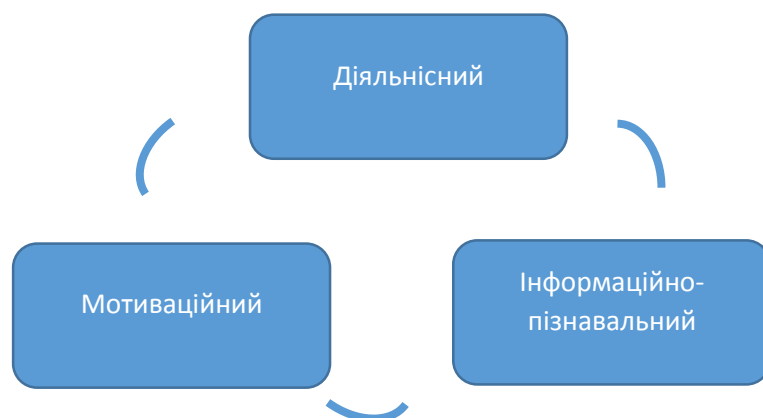 Діяльнісний
Мотиваційний
Інформаційно-
пізнавальний